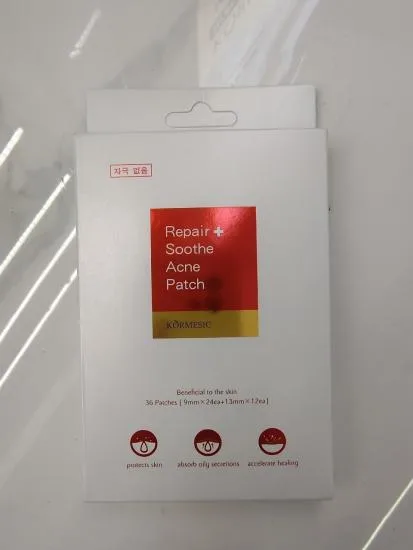 자극 없음
Repair +
Soothe
Acne
Patch
KÖRMESIC
Beneficial to the skin
36 Patches [ 9mm×24ea+13mm×12ea]
protects skin
absorb oily secretions
accelerate healing